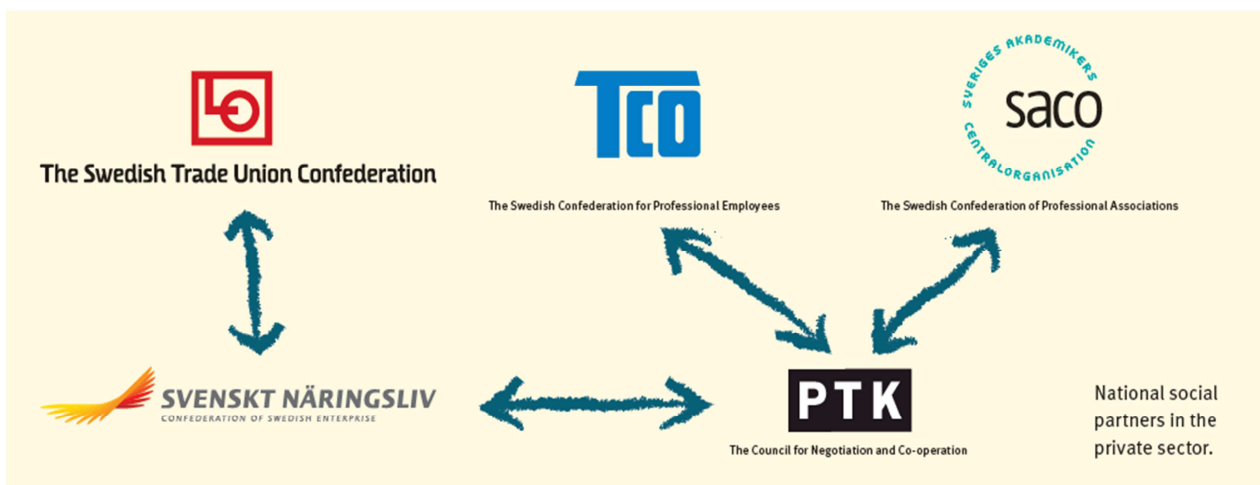 LO
The Swedish Trade Union Confederation
TCO
The Swedish Confederation for Professional Employees
SVERIGES AKADEMIKERS
saco
CENTRALORGANISATION
The Swedish Confederation of Professional Associations
SVENSKT NÄRINGSLIV
CONFEDERATION OF SWEDISH ENTERPRISE
PTK
The Council for Negotiation and Co-operation
National social
partners in the
private sector.